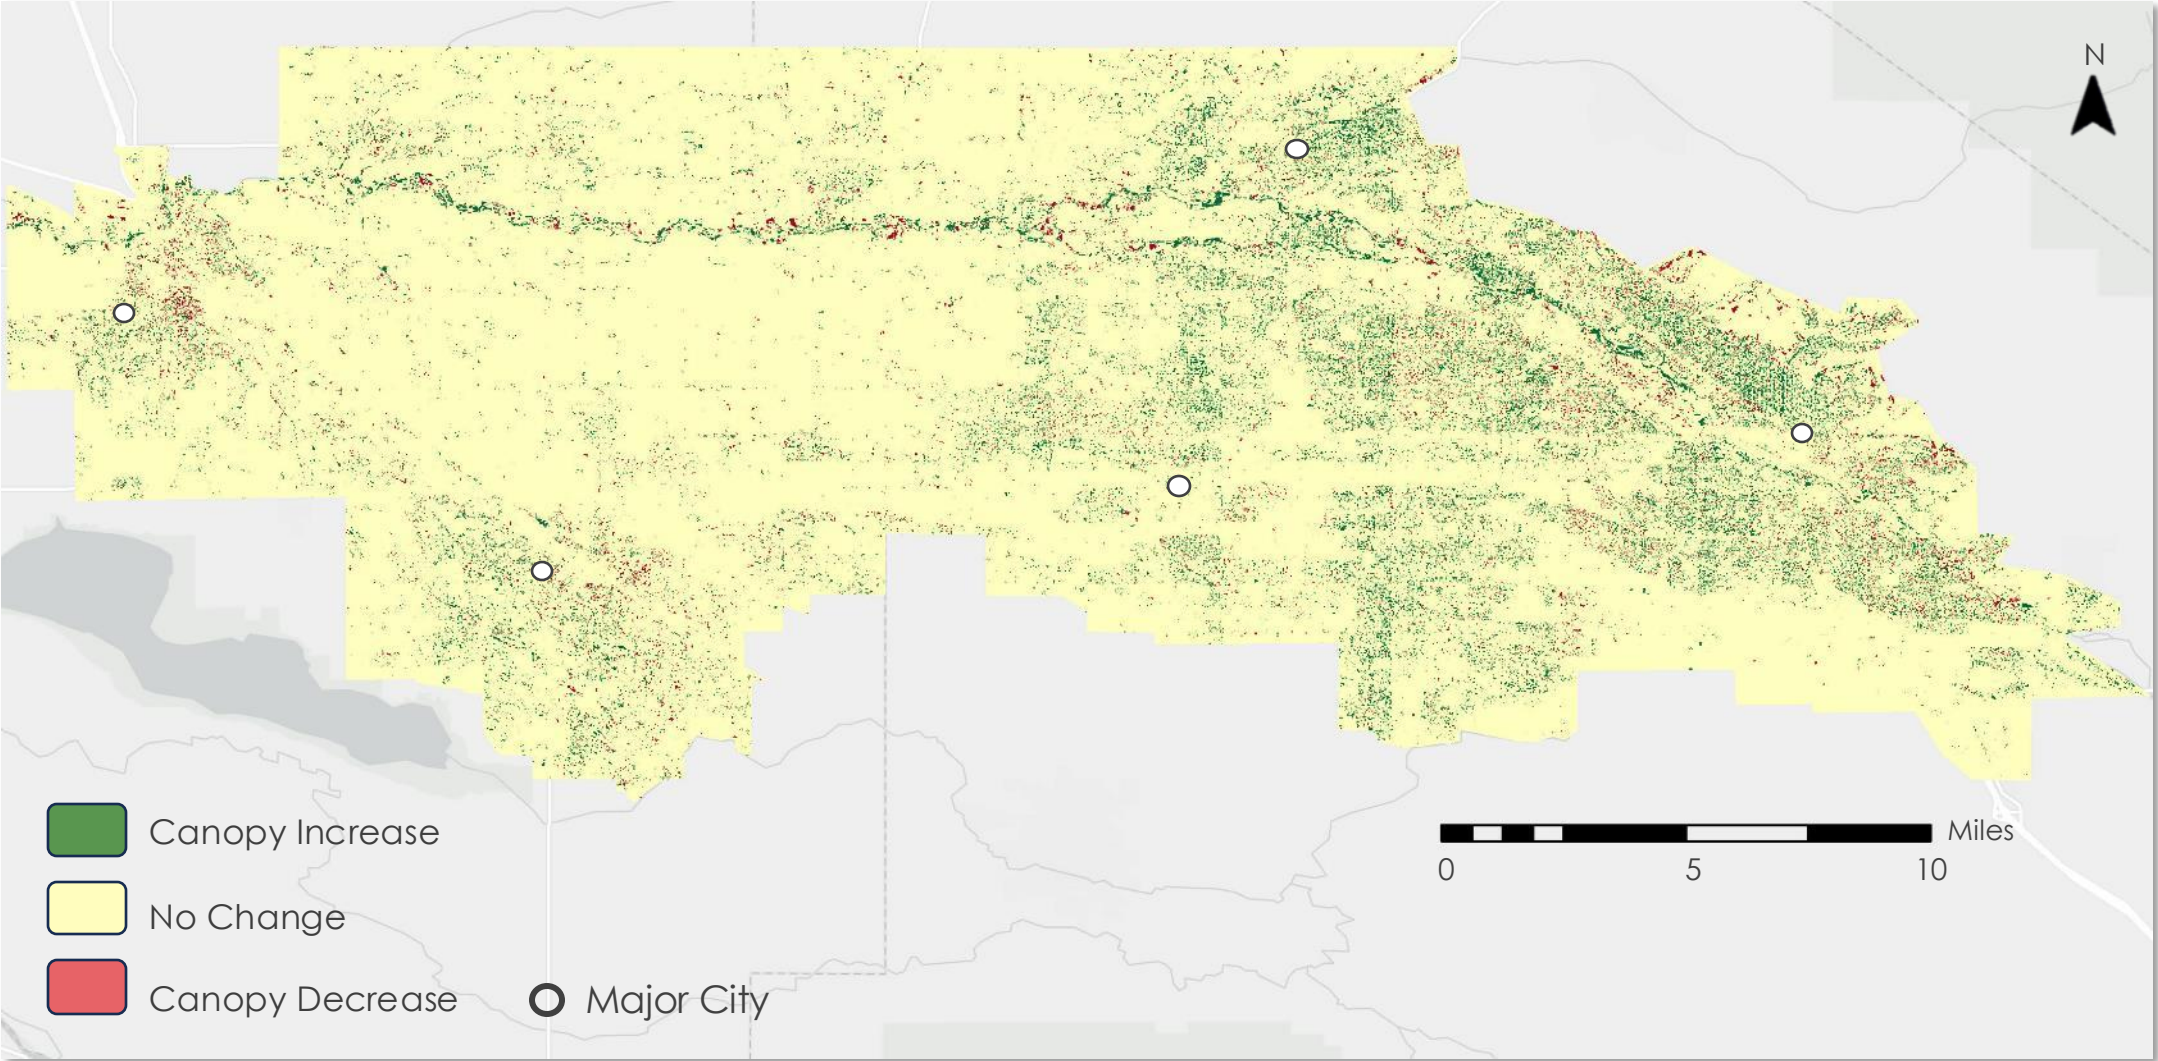 N
Miles
0 5 10
Canopy Increase
No Change
Canopy Decrease
Major City